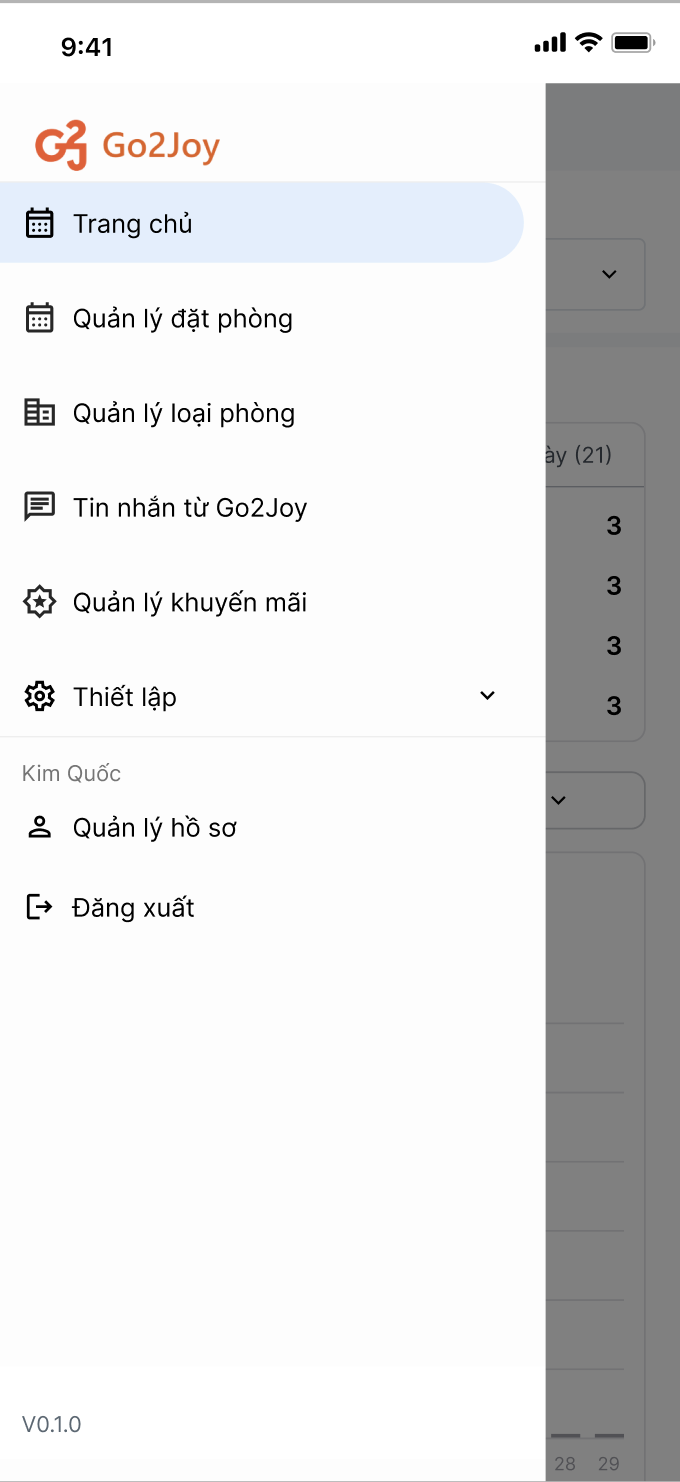 9:41
Go2Joy
Trang chủ
Quản lý đặt phòng
Quản lý loại phòng
ày (21)
Tin nhắn từ Go2Joy
3
3
Quản lý khuyến mãi
3
Thiết lập
3
Kim Quốc
Quản lý hồ sơ
Đăng xuất
V0.1.0
28 29